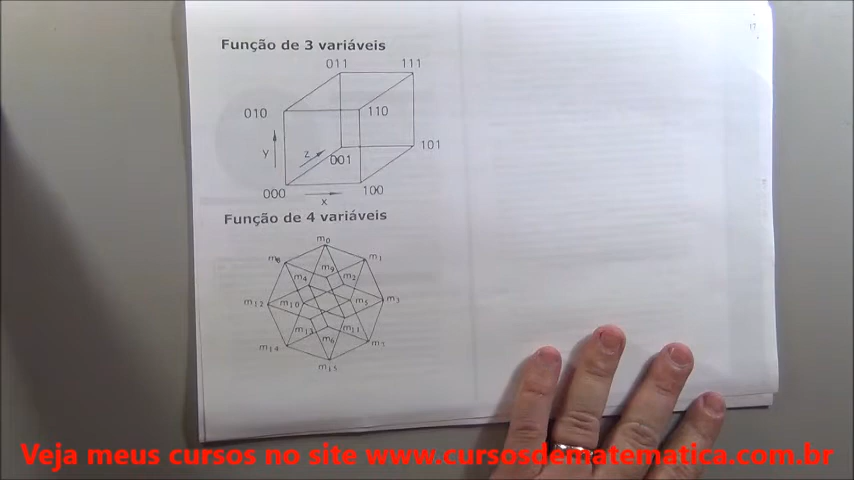 17
Função de 3 variáveis
011 111
010 110
y z 001 101
000 100
x
Função de 4 variáveis
m0
m8 m1
m9
m4 m2
m12 m10 m5 m3
m13 m11
m6
m14 m7
m15
Veja meus cursos no site www.cursosdematematica.com.br